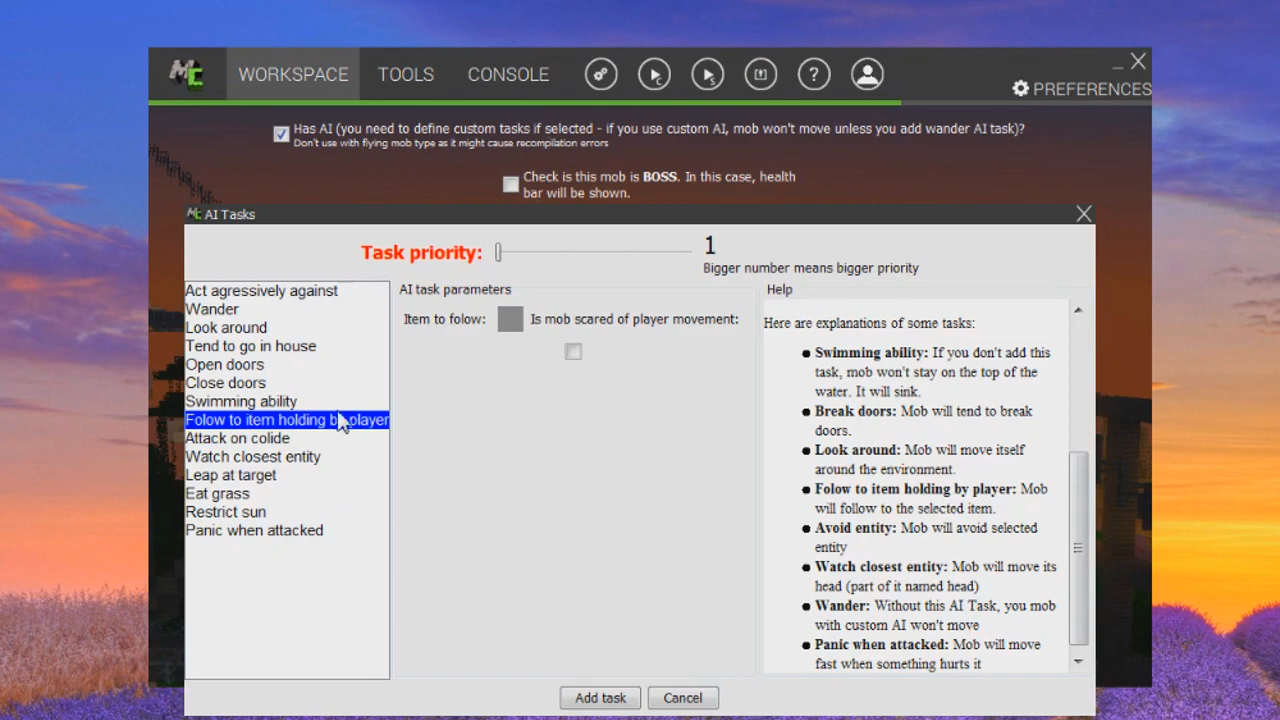 WORKSPACE TOOLS CONSOLE
PREFERENCES
Has AI (you need to define custom tasks if selected - if you use custom AI, mob won't move unless you add wander AI task)?
Don't use with flying mob type as it might cause recompilation errors
Check is this mob is BOSS. In this case, health
bar will be shown.
AI Tasks
Task priority:
1
Bigger number means bigger priority
Act agressively against
Wander
Look around
Tend to go in house
Open doors
Close doors
Swimming ability
Folow to item holding by player
Attack on colide
Watch closest entity
Leap at target
Eat grass
Restrict sun
Panic when attacked
AI task parameters
Item to folow:
Is mob scared of player movement:
Help
Here are explanations of some tasks:
Swimming ability: If you don't add this
task, mob won't stay on the top of the
water. It will sink.
Break doors: Mob will tend to break
doors.
Look around: Mob will move itself
around the environment.
Folow to item holding by player: Mob
will follow to the selected item.
Avoid entity: Mob will avoid selected
entity
Watch closest entity: Mob will move its
head (part of it named head)
Wander: Without this AI Task, you mob
with custom AI won't move
Panic when attacked: Mob will move
fast when something hurts it
Add task
Cancel